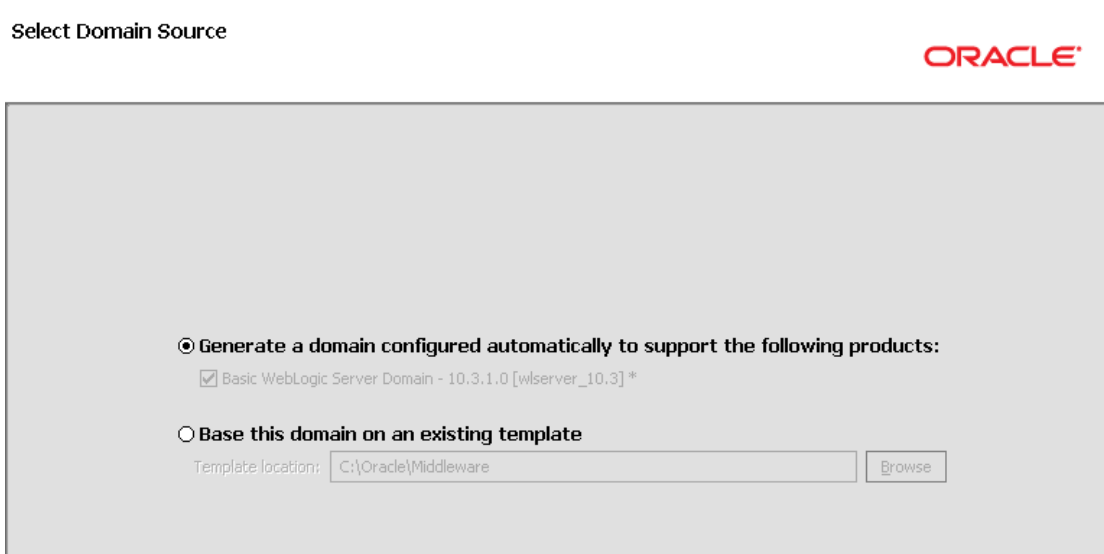 Select Domain Source
ORACLE
Generate a domain configured automatically to support the following products:
Basic WebLogic Server Domain - 10.3.1.0 [wlserver_10.3] *
Base this domain on an existing template
Template location: C:\Oracle\Middleware Browse